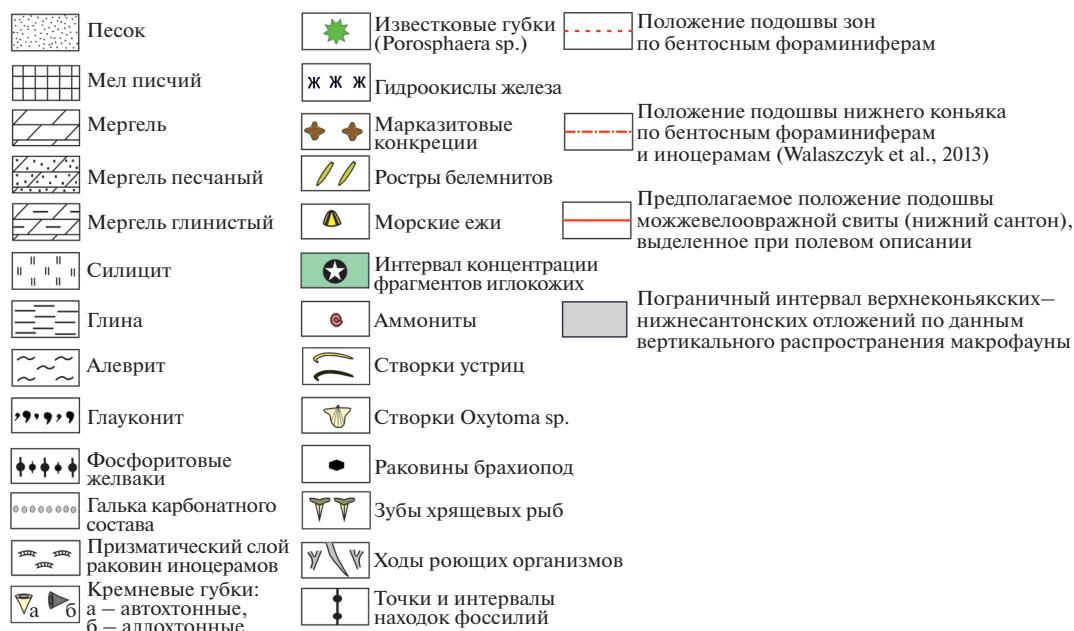 Песок
Мел писчий
Мергель
Мергель песчаный
Мергель глинистый
Силицит
Глина
Алеврит
Глауконит
Фосфоритовые
желваки
Галька карбонатного
состава
Призматический слой
раковин иноцерамов
Кремневые губки:
а – автохтонные,
б – аллохтонные
а б
Известковые губки
(Porosphaera sp.)
ж ж ж
Гидроокислы железа
Марказитовые
конкреции
Ростры белемнитов
Морские ежи
Интервал концентрации
фрагментов иглокожих
Аммониты
Створки устриц
Створки Oxytoma sp.
Раковины брахиопод
Зубы хрящевых рыб
Ходы роющих организмов
Точки и интервалы
находок фоссилий
Положение подошвы зон
по бентосным фораминиферам
Положение подошвы нижнего коньяка
по бентосным фораминиферам
и иноцерамам (Walaszczyk et al., 2013)
Предполагаемое положение подошвы
можжевелоовражной свиты (нижний сантон),
выделенное при полевом описании
Пограничный интервал верхнеконьякских–
нижнесантонских отложений по данным
вертикального распространения макрофауны